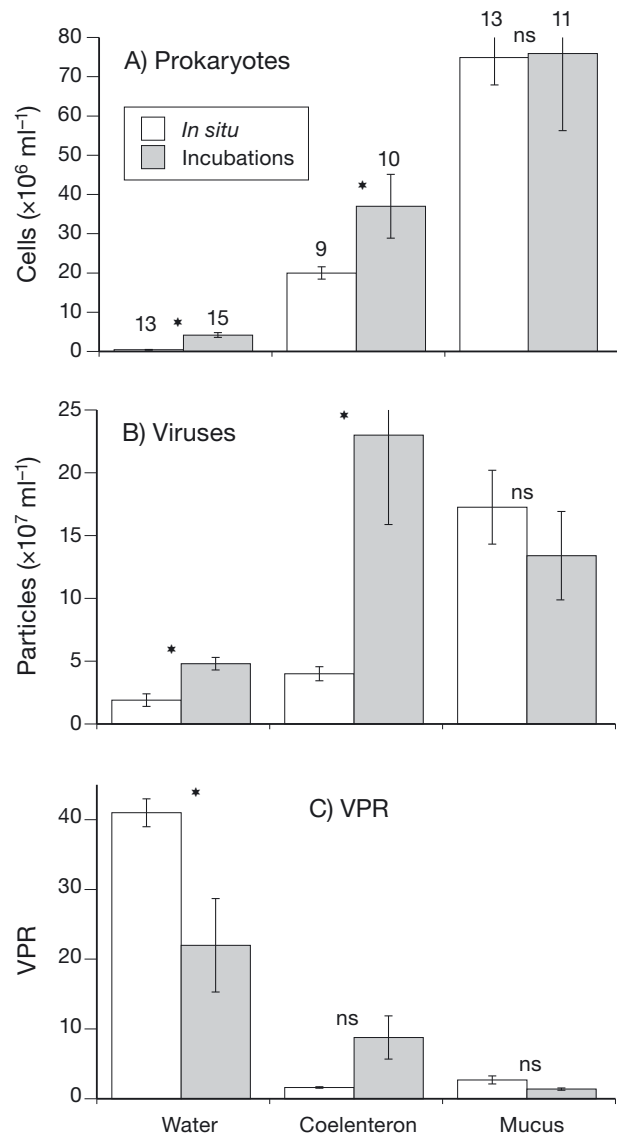 A) Prokaryotes
In situ
Incubations
Cells (×10⁶ ml⁻¹)
80
70
60
50
40
30
20
10
0
13
*
15
9
*
10
13
ns
11
B) Viruses
Particles (×10⁷ ml⁻¹)
25
20
15
10
5
0
*
*
ns
C) VPR
VPR
40
30
20
10
0
*
ns
ns
Water Coelenteron Mucus